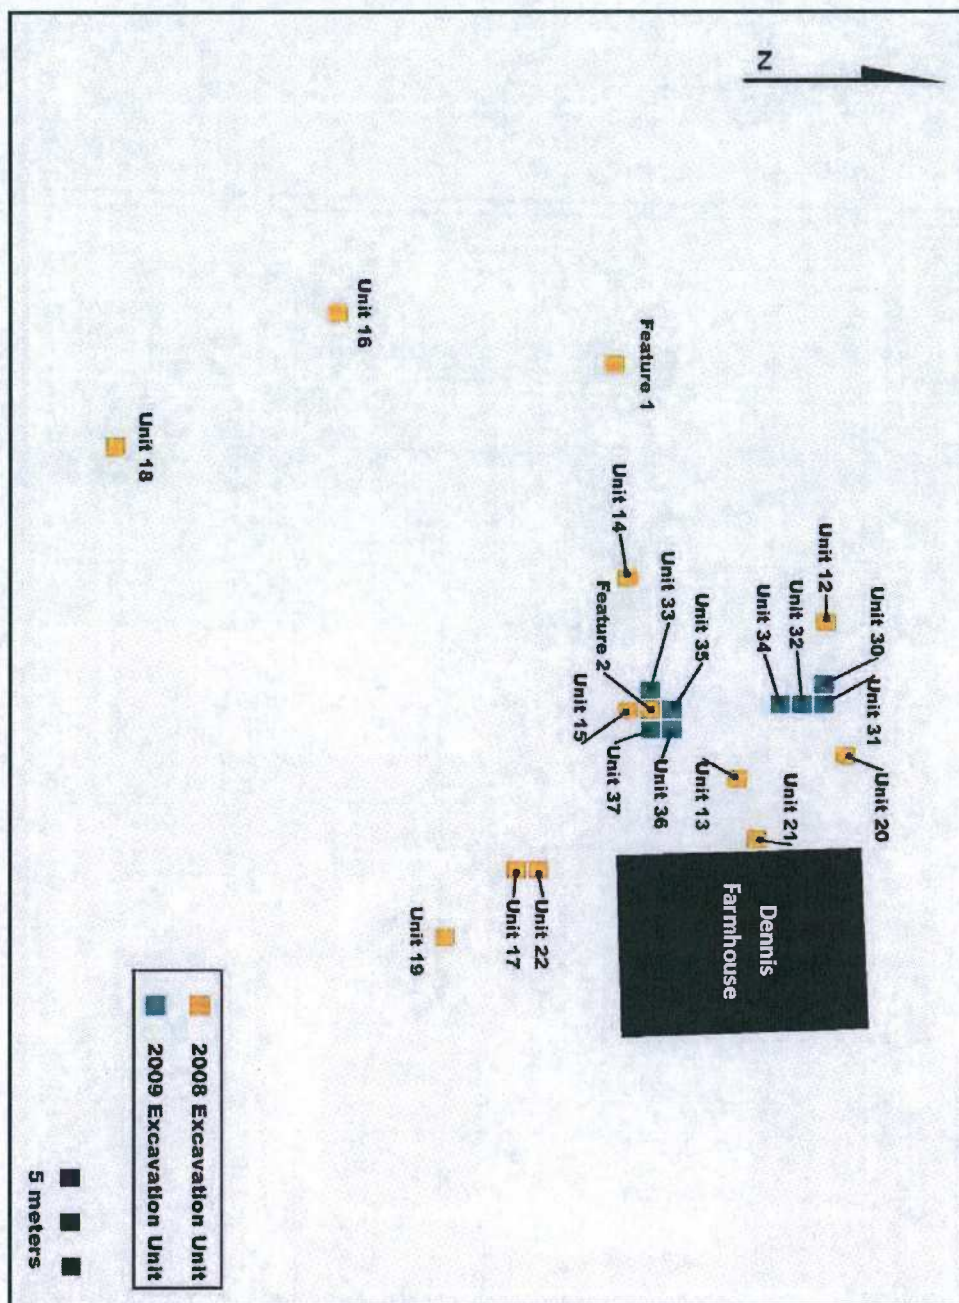 N
Unit 16
Feature 1
Unit 18
Unit 14
Unit 12
Unit 33
Feature 2
Unit 35
Unit 34
Unit 32
Unit 30
Unit 31
Unit 15
Unit 37
Unit 36
Unit 13
Unit 21
Unit 20
Dennis
Farmhouse
Unit 22
Unit 17
Unit 19
2008 Excavation Unit
2009 Excavation Unit
5 meters